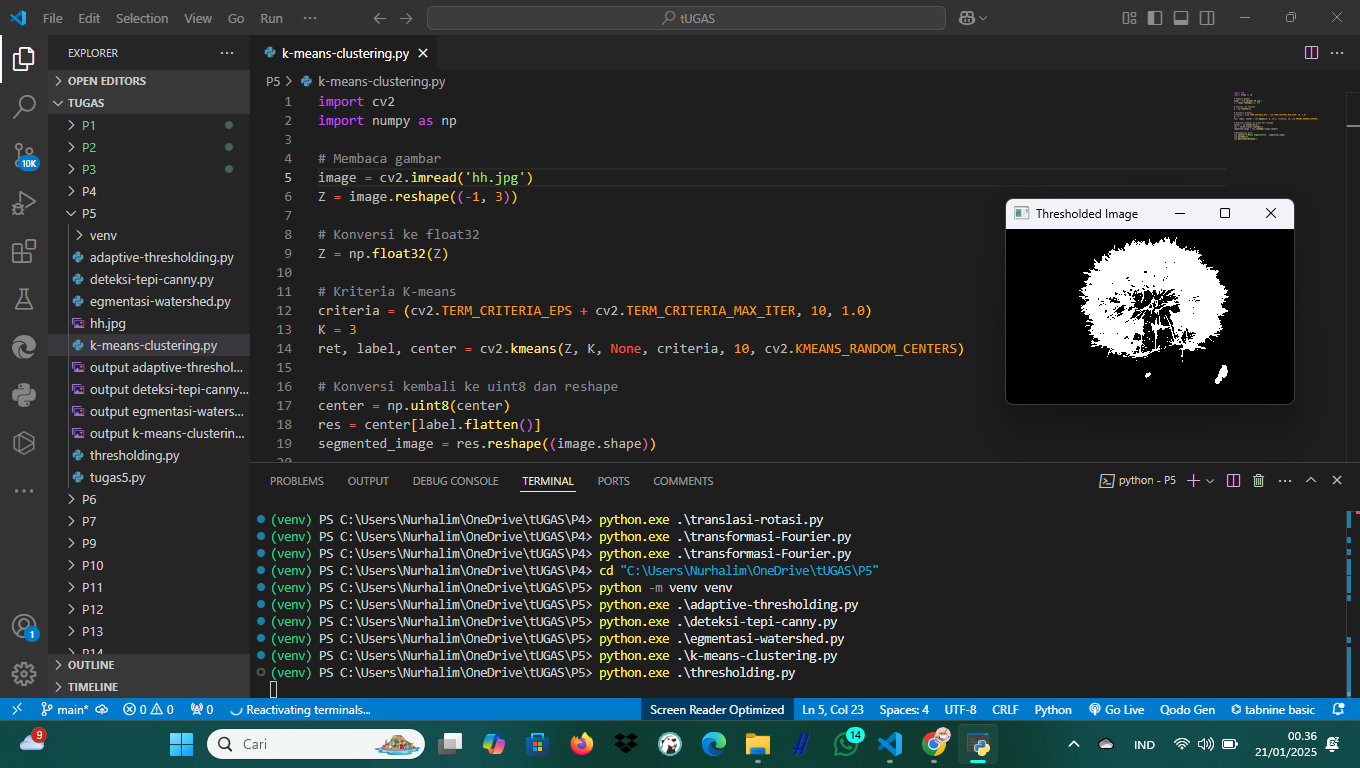 File Edit Selection View Go Run ··· tUGAS
EXPLORER ···
OPEN EDITORS
TUGAS
P1
P2
P3
P4
P5
venv
adaptive-thresholding.py
deteksi-tepi-canny.py
egmentasi-watershed.py
hh.jpg
k-means-clustering.py
output adaptive-threshol...
output deteksi-tepi-canny...
output egmentasi-waters...
output k-means-clusterin...
thresholding.py
tugas5.py
P6
P7
P9
P10
P11
P12
P13
P14
OUTLINE
TIMELINE
10K
1
k-means-clustering.py
P5 > k-means-clustering.py
1 import cv2
2 import numpy as np
3
4 # Membaca gambar
5 image = cv2.imread('hh.jpg')
6 Z = image.reshape((-1, 3))
7
8 # Konversi ke float32
9 Z = np.float32(Z)
10
11 # Kriteria K-means
12 criteria = (cv2.TERM_CRITERIA_EPS + cv2.TERM_CRITERIA_MAX_ITER, 10, 1.0)
13 K = 3
14 ret, label, center = cv2.kmeans(Z, K, None, criteria, 10, cv2.KMEANS_RANDOM_CENTERS)
15
16 # Konversi kembali ke uint8 dan reshape
17 center = np.uint8(center)
18 res = center[label.flatten()]
19 segmented_image = res.reshape((image.shape))
20
Thresholded Image
PROBLEMS OUTPUT DEBUG CONSOLE TERMINAL PORTS COMMENTS python - P5
(venv) PS C:\Users\Nurhalim\OneDrive\tUGAS\P4> python.exe .\translasi-rotasi.py
(venv) PS C:\Users\Nurhalim\OneDrive\tUGAS\P4> python.exe .\transformasi-Fourier.py
(venv) PS C:\Users\Nurhalim\OneDrive\tUGAS\P4> python.exe .\transformasi-Fourier.py
(venv) PS C:\Users\Nurhalim\OneDrive\tUGAS\P4> cd "C:\Users\Nurhalim\OneDrive\tUGAS\P5"
(venv) PS C:\Users\Nurhalim\OneDrive\tUGAS\P5> python -m venv venv
(venv) PS C:\Users\Nurhalim\OneDrive\tUGAS\P5> python.exe .\adaptive-thresholding.py
(venv) PS C:\Users\Nurhalim\OneDrive\tUGAS\P5> python.exe .\deteksi-tepi-canny.py
(venv) PS C:\Users\Nurhalim\OneDrive\tUGAS\P5> python.exe .\egmentasi-watershed.py
(venv) PS C:\Users\Nurhalim\OneDrive\tUGAS\P5> python.exe .\k-means-clustering.py
(venv) PS C:\Users\Nurhalim\OneDrive\tUGAS\P5> python.exe .\thresholding.py
main* 0 0 0 Reactivating terminals... Screen Reader Optimized Ln 5, Col 23 Spaces: 4 UTF-8 CRLF Python Go Live Qodo Gen tabnine basic
9 Cari 14 IND 00.36
21/01/2025